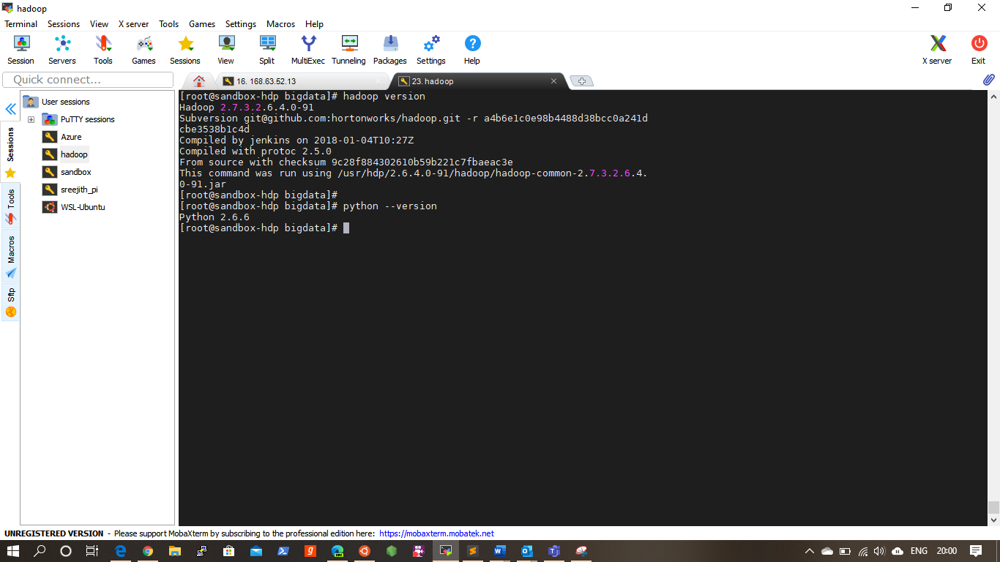 hadoop
Terminal Sessions View X server Tools Games Settings Macros Help
Session Servers Tools Games Sessions View Split MultiExec Tunneling Packages Settings Help X server Exit
Quick connect...
16. 168.63.52.13
23. hadoop
User sessions
PuTTY sessions
Azure
hadoop
sandbox
sreejith_pi
WSL-Ubuntu
Sessions
Tools
Macros
Sftp
[root@sandbox-hdp bigdata]# hadoop version
Hadoop 2.7.3.2.6.4.0-91
Subversion git@github.com:hortonworks/hadoop.git -r a4b6e1c0e98b4488d38bcc0a241d
cbe3538b1c4d
Compiled by jenkins on 2018-01-04T10:27Z
Compiled with protoc 2.5.0
From source with checksum 9c28f884302610b59b221c7fbaeac3e
This command was run using /usr/hdp/2.6.4.0-91/hadoop/hadoop-common-2.7.3.2.6.4.
0-91.jar
[root@sandbox-hdp bigdata]#
[root@sandbox-hdp bigdata]# python --version
Python 2.6.6
[root@sandbox-hdp bigdata]#
UNREGISTERED VERSION - Please support MobaXterm by subscribing to the professional edition here: https://mobaxterm.mobatek.net
ENG 20:00